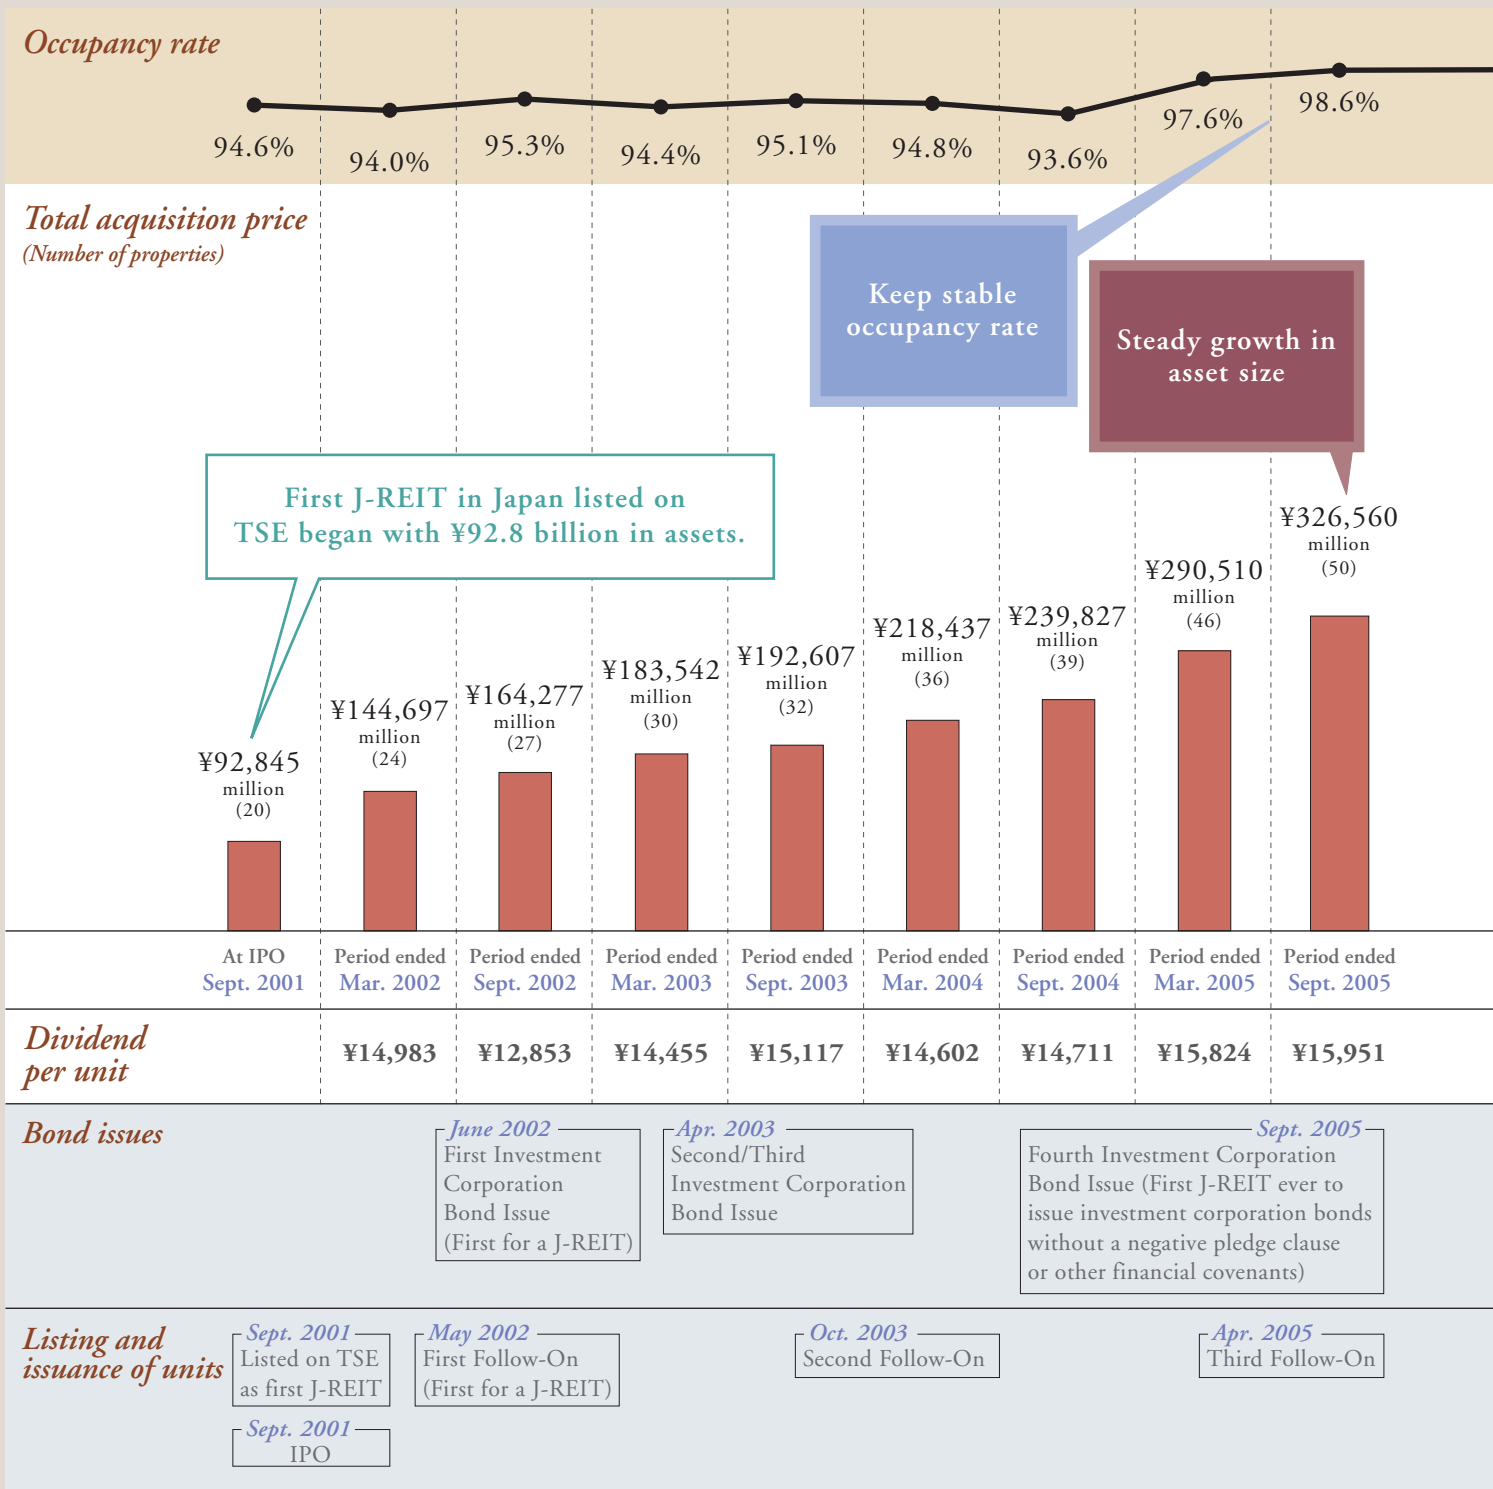 Occupancy rate
94.6%
94.0%
95.3%
94.4%
95.1%
94.8%
93.6%
97.6%
98.6%
Total acquisition price
(Number of properties)
Keep stable
occupancy rate
Steady growth in
asset size
First J-REIT in Japan listed on
TSE began with ¥92.8 billion in assets.
¥92,845
million
(20)
¥144,697
million
(24)
¥164,277
million
(27)
¥183,542
million
(30)
¥192,607
million
(32)
¥218,437
million
(36)
¥239,827
million
(39)
¥290,510
million
(46)
¥326,560
million
(50)
At IPO
Sept. 2001
Period ended
Mar. 2002
Period ended
Sept. 2002
Period ended
Mar. 2003
Period ended
Sept. 2003
Period ended
Mar. 2004
Period ended
Sept. 2004
Period ended
Mar. 2005
Period ended
Sept. 2005
Dividend
per unit
¥14,983
¥12,853
¥14,455
¥15,117
¥14,602
¥14,711
¥15,824
¥15,951
Bond issues
June 2002
First Investment
Corporation
Bond Issue
(First for a J-REIT)
Apr. 2003
Second/Third
Investment Corporation
Bond Issue
Sept. 2005
Fourth Investment Corporation
Bond Issue (First J-REIT ever to
issue investment corporation bonds
without a negative pledge clause
or other financial covenants)
Listing and
issuance of units
Sept. 2001
Listed on TSE
as first J-REIT
Sept. 2001
IPO
May 2002
First Follow-On
(First for a J-REIT)
Oct. 2003
Second Follow-On
Apr. 2005
Third Follow-On